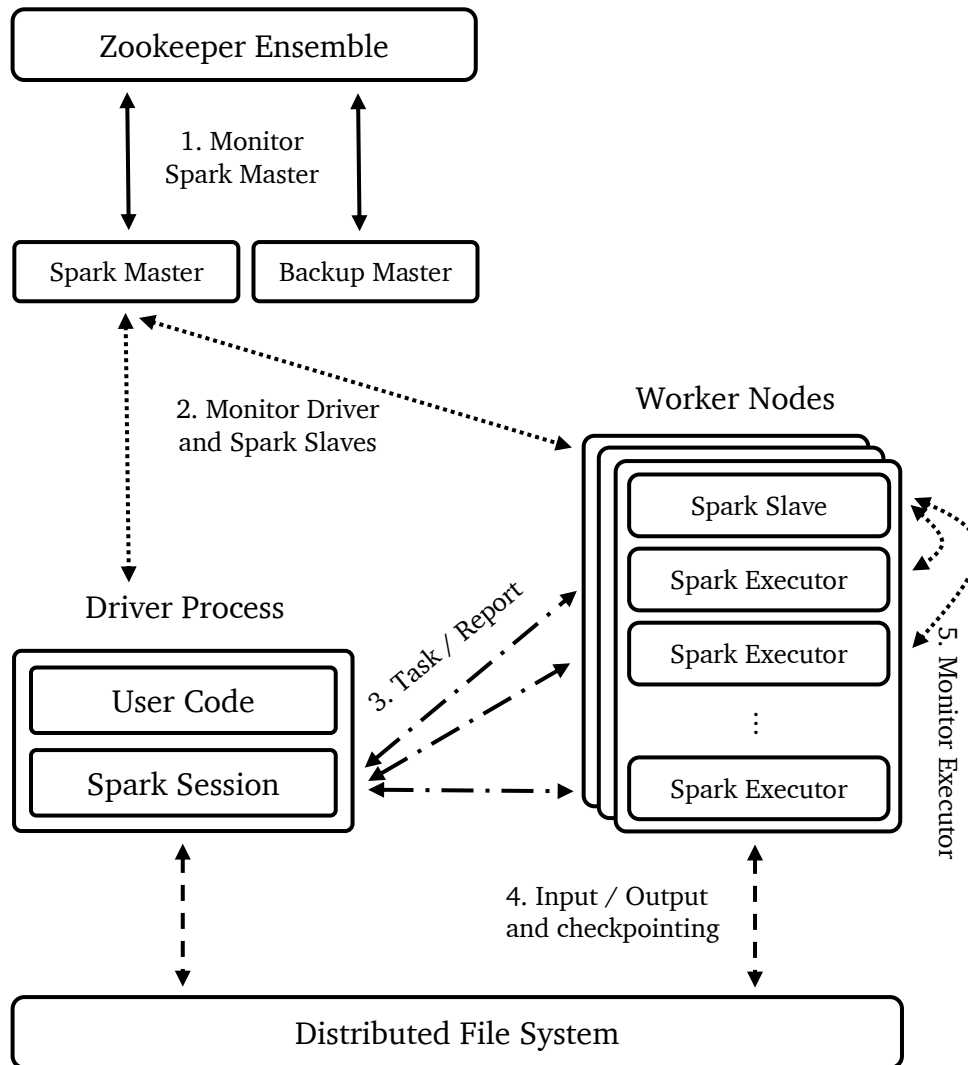 Zookeeper Ensemble
1. Monitor
Spark Master
Spark Master
Backup Master
2. Monitor Driver
and Spark Slaves
Worker Nodes
Spark Slave
Spark Executor
Spark Executor
⋮
Spark Executor
5. Monitor Executor
Driver Process
User Code
Spark Session
3. Task / Report
4. Input / Output
and checkpointing
Distributed File System